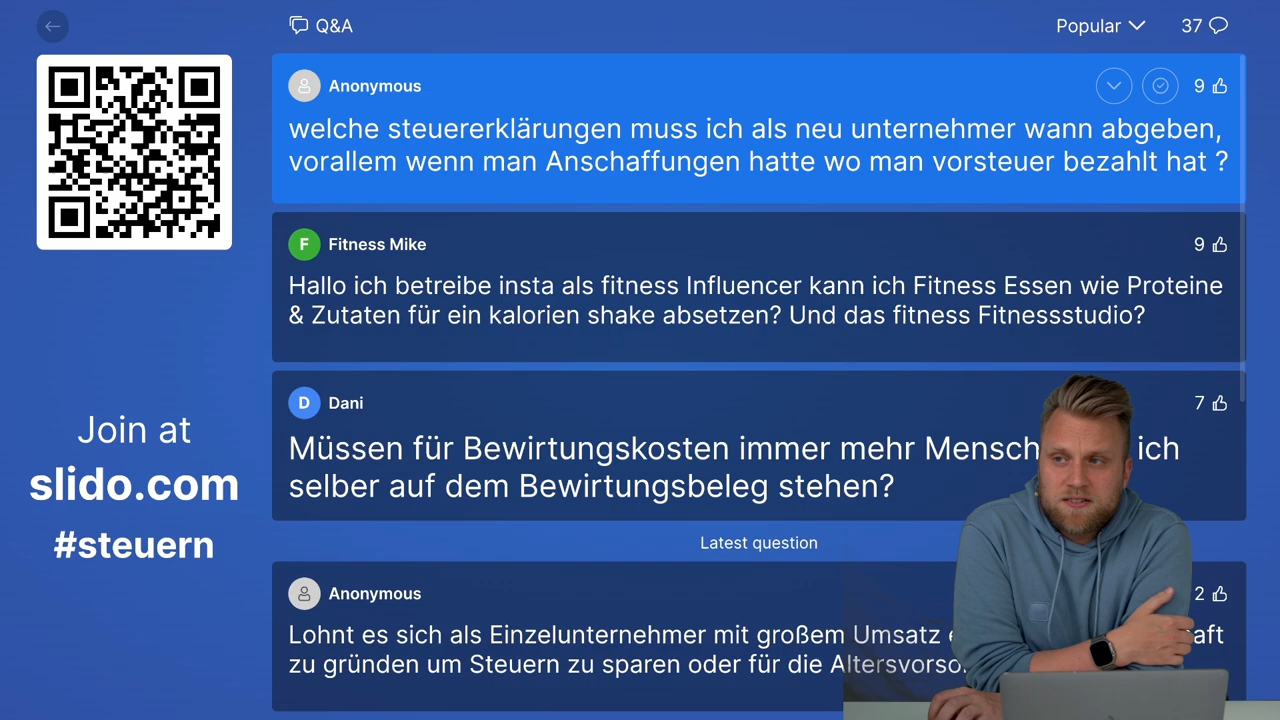 Q&A
Popular
37
Anonymous
9
welche steuererklärungen muss ich als neu unternehmer wann abgeben,
vorallem wenn man Anschaffungen hatte wo man vorsteuer bezahlt hat ?
F
Fitness Mike
9
Hallo ich betreibe insta als fitness Influencer kann ich Fitness Essen wie Proteine
& Zutaten für ein kalorien shake absetzen? Und das fitness Fitnessstudio?
D
Dani
7
Müssen für Bewirtungskosten immer mehr ich
selber auf dem Bewirtungsbeleg stehen?
Join at
slido.com
#steuern
Latest question
Anonymous
2
Lohnt es sich als Einzelunternehmer mit großem Umsatz
zu gründen um Steuern zu sparen oder für die